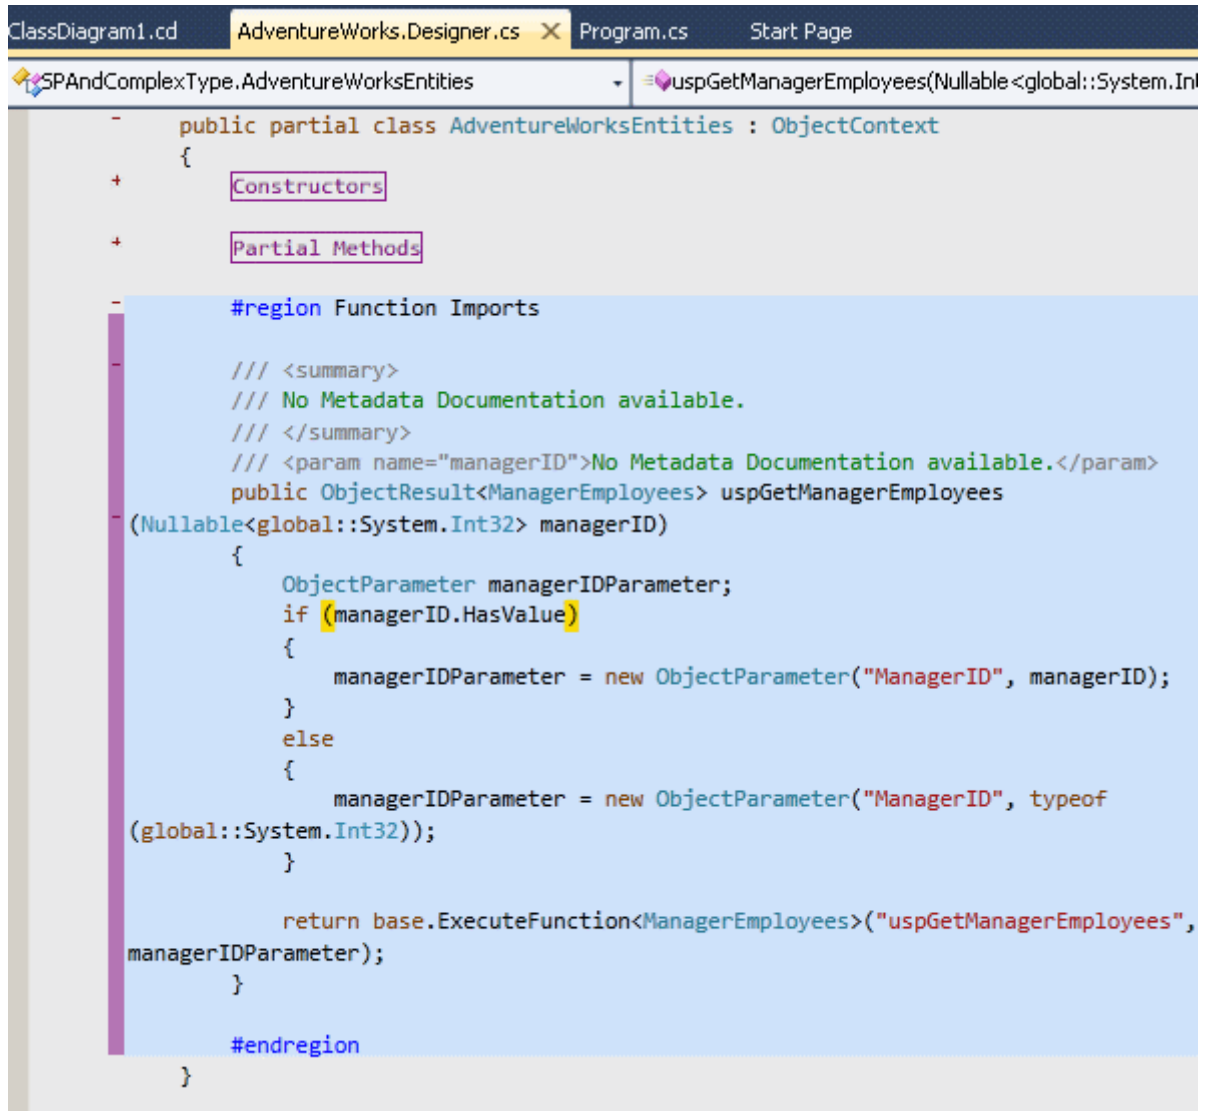 ClassDiagram1.cd AdventureWorks.Designer.cs Program.cs Start Page
SPAndComplexType.AdventureWorksEntities uspGetManagerEmployees(Nullable<global::System.Int
public partial class AdventureWorksEntities : ObjectContext
{
Constructors
Partial Methods
#region Function Imports
/// <summary>
/// No Metadata Documentation available.
/// </summary>
/// <param name="managerID">No Metadata Documentation available.</param>
public ObjectResult<ManagerEmployees> uspGetManagerEmployees
(Nullable<global::System.Int32> managerID)
{
ObjectParameter managerIDParameter;
if (managerID.HasValue)
{
managerIDParameter = new ObjectParameter("ManagerID", managerID);
}
else
{
managerIDParameter = new ObjectParameter("ManagerID", typeof
(global::System.Int32));
}
return base.ExecuteFunction<ManagerEmployees>("uspGetManagerEmployees",
managerIDParameter);
}
#endregion
}